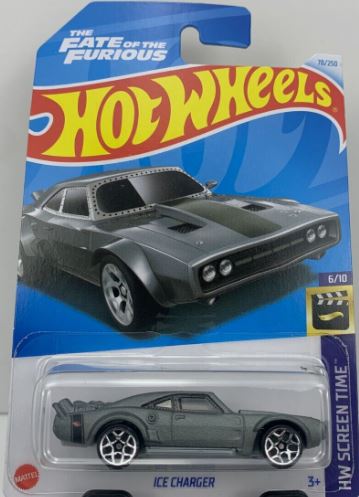 THE
FATE OF THE
FURIOUS
HOT WHEELS
78/250
6/10
HW SCREEN TIME
MATTEL
ICE CHARGER
3+